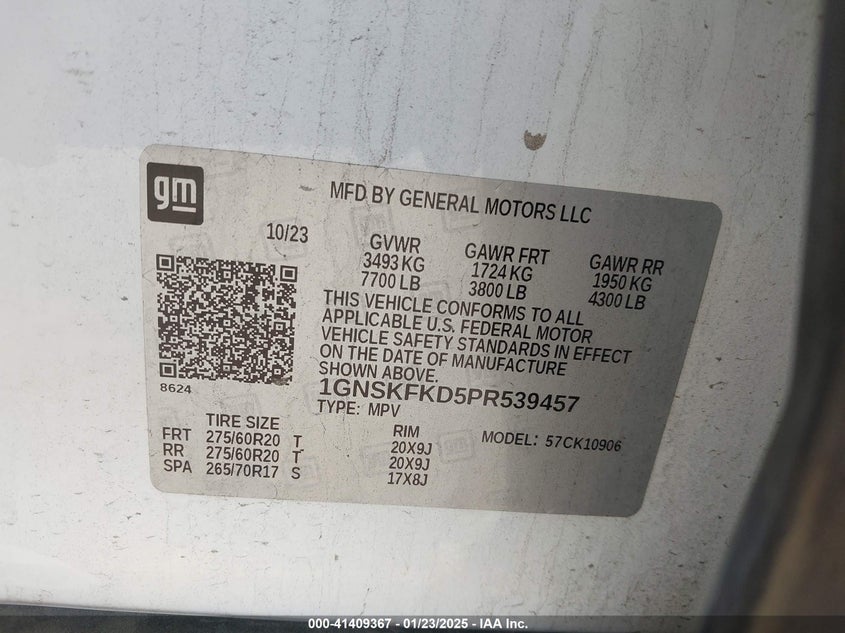 gm
MFD BY GENERAL MOTORS LLC
10/23
GVWR GAWR FRT GAWR RR
3493 KG 1724 KG 1950 KG
7700 LB 3800 LB 4300 LB
THIS VEHICLE CONFORMS TO ALL
APPLICABLE U.S. FEDERAL MOTOR
VEHICLE SAFETY STANDARDS IN EFFECT
ON THE DATE OF MANUFACTURE
SHOWN ABOVE.
8624
1GNSKFKD5PR539457
TYPE: MPV
TIRE SIZE RIM MODEL: 57CK10906
FRT 275/60R20 T 20X9J
RR 275/60R20 T 20X9J
SPA 265/70R17 S 17X8J
000-41409367 - 01/23/2025 - IAA Inc.